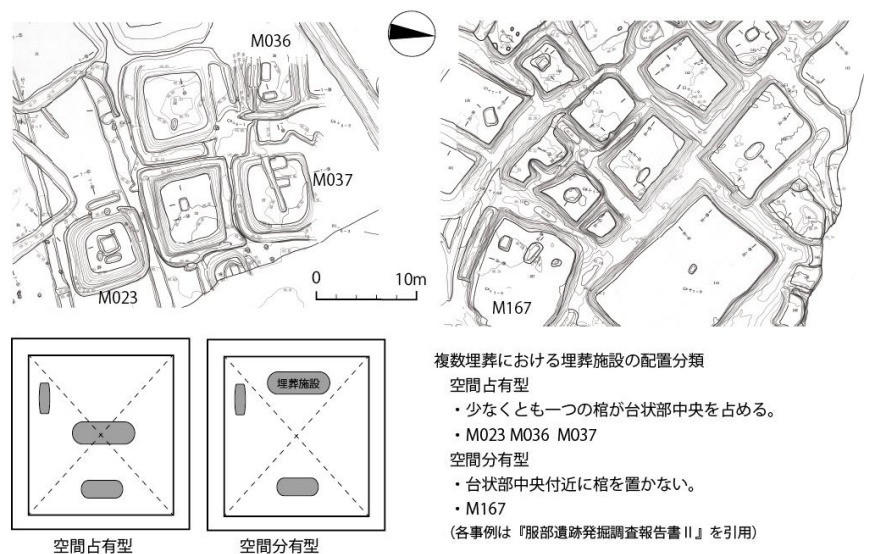 M036
M037
M023
0 10m
M167
埋葬施設
空間占有型
空間分有型
複数埋葬における埋葬施設の配置分類
空間占有型
・少なくとも一つの棺が台状部中央を占める。
・M023 M036 M037
空間分有型
・台状部中央付近に棺を置かない。
・M167
(各事例は『服部遺跡発掘調査報告書Ⅱ』を引用)